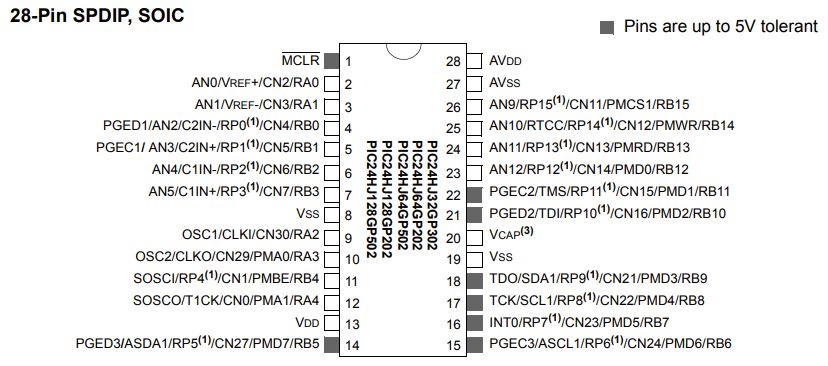 28-Pin SPDIP, SOIC
Pins are up to 5V tolerant
MCLR 1 28 AVDD
AN0/VREF+/CN2/RA0 2 27 AVSS
AN1/VREF-/CN3/RA1 3 26 AN9/RP15(1)/CN11/PMCS1/RB15
PGED1/AN2/C2IN-/RP0(1)/CN4/RB0 4 25 AN10/RTCC/RP14(1)/CN12/PMWR/RB14
PGEC1/ AN3/C2IN+/RP1(1)/CN5/RB1 5 24 AN11/RP13(1)/CN13/PMRD/RB13
AN4/C1IN-/RP2(1)/CN6/RB2 6 23 AN12/RP12(1)/CN14/PMD0/RB12
AN5/C1IN+/RP3(1)/CN7/RB3 7 22 PGEC2/TMS/RP11(1)/CN15/PMD1/RB11
VSS 8 21 PGED2/TDI/RP10(1)/CN16/PMD2/RB10
OSC1/CLKI/CN30/RA2 9 20 VCAP(3)
OSC2/CLKO/CN29/PMA0/RA3 10 19 VSS
SOSCI/RP4(1)/CN1/PMBE/RB4 11 18 TDO/SDA1/RP9(1)/CN21/PMD3/RB9
SOSCO/T1CK/CN0/PMA1/RA4 12 17 TCK/SCL1/RP8(1)/CN22/PMD4/RB8
VDD 13 16 INT0/RP7(1)/CN23/PMD5/RB7
PGED3/ASDA1/RP5(1)/CN27/PMD7/RB5 14 15 PGEC3/ASCL1/RP6(1)/CN24/PMD6/RB6
PIC24HJ32GP302
PIC24HJ64GP202
PIC24HJ64GP502
PIC24HJ128GP202
PIC24HJ128GP502